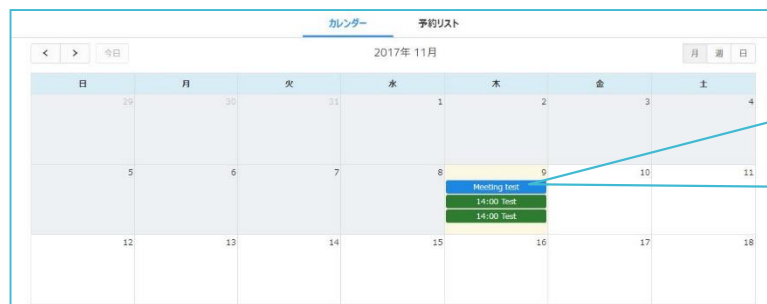 カレンダー 予約リスト
今日 2017年 11月 月 週 日
日 月 火 水 木 金 土
29 30 31 1 2 3 4
5 6 7 8 9 10 11
Meeting test
14:00 Test
14:00 Test
12 13 14 15 16 17 18